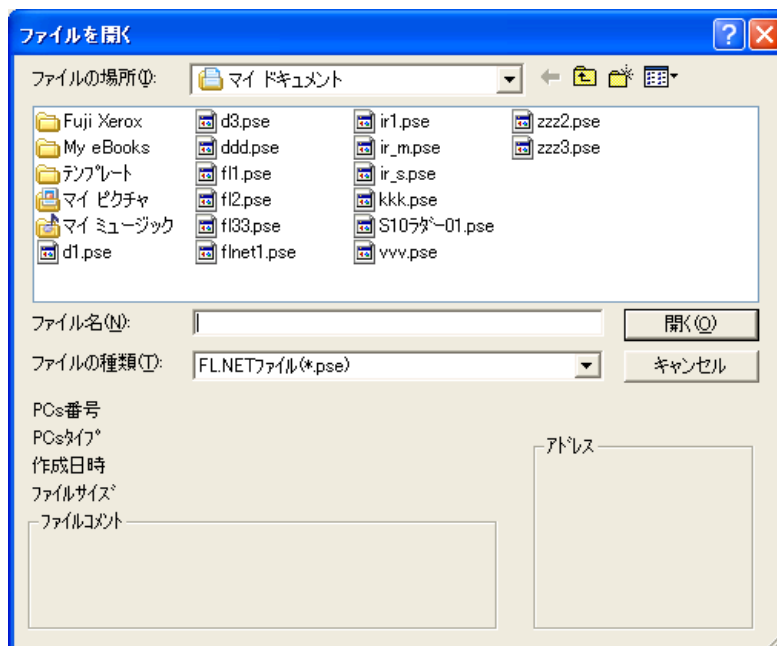 ファイルを開く
ファイルの場所(I):
マイ ドキュメント
Fuji Xerox
My eBooks
テンプレート
マイ ピクチャ
マイ ミュージック
d1.pse
d3.pse
ddd.pse
fl1.pse
fl2.pse
fl33.pse
flnet1.pse
ir1.pse
ir_m.pse
ir_s.pse
kkk.pse
S10ラダー01.pse
vvv.pse
zzz2.pse
zzz3.pse
ファイル名(N):
開く(O)
ファイルの種類(T):
FL.NETファイル(*.pse)
キャンセル
PCs番号
PCsタイプ
作成日時
ファイルサイズ
ファイルコメント
アドレス